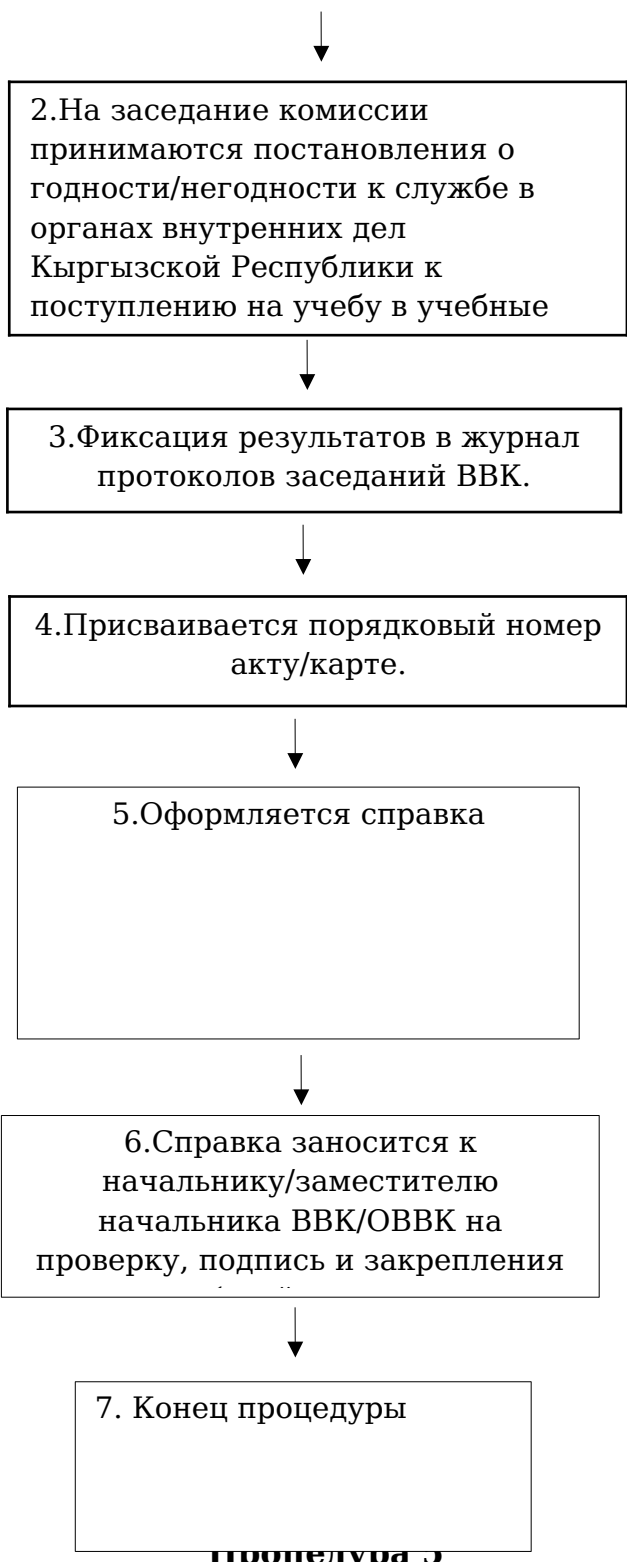 2.На заседание комиссии
принимаются постановления о
годности/негодности к службе в
органах внутренних дел
Кыргызской Республики к
поступлению на учебу в учебные
3.Фиксация результатов в журнал
протоколов заседаний ВВК.
4.Присваивается порядковый номер
акту/карте.
5.Оформляется справка
6.Справка заносится к
начальнику/заместителю
начальника ВВК/ОВВК на
проверку, подпись и закрепления
7. Конец процедуры